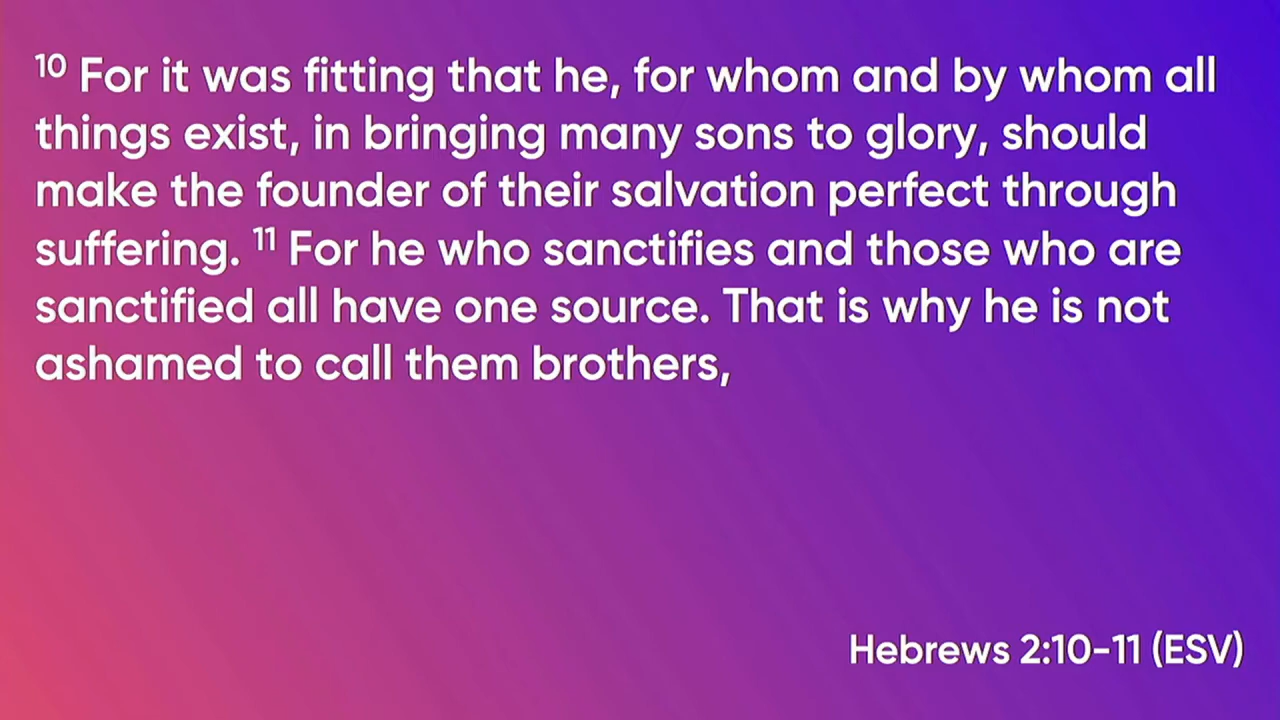 ¹⁰ For it was fitting that he, for whom and by whom all
things exist, in bringing many sons to glory, should
make the founder of their salvation perfect through
suffering. ¹¹ For he who sanctifies and those who are
sanctified all have one source. That is why he is not
ashamed to call them brothers,
Hebrews 2:10-11 (ESV)